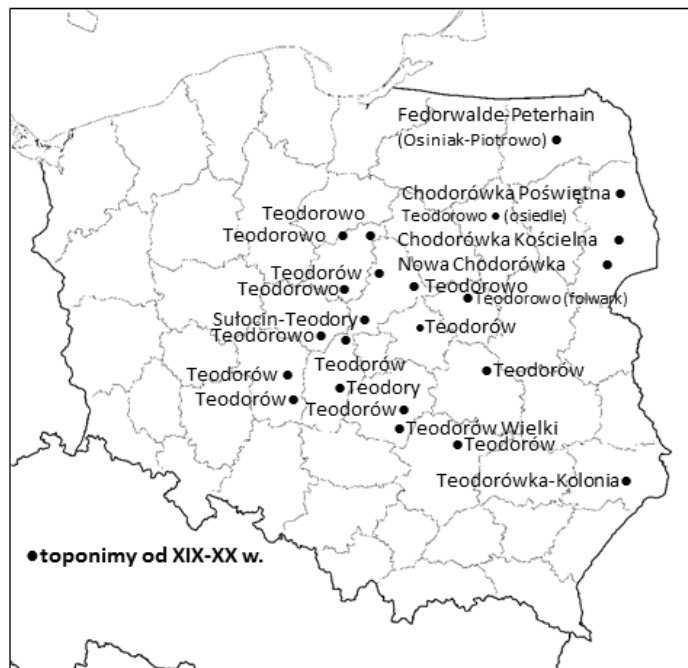 Fedorwalde-Peterhain
(Osiniak-Piotrowo)
Chodorówka Poświętna
Teodorowo (osiedle)
Teodorowo
Teodorowo
Chodorówka Kościelna
Nowa Chodorówka
Teodorów
Teodorowo
Teodorowo
Teodorowo (folwark)
Sułocin-Teodory
Teodorowo
Teodorów
Teodorów
Teodorów
Teodorów
Teodory
Teodorów
Teodorów
Teodorów Wielki
Teodorów
Teodorówka-Kolonia
toponimy od XIX-XX w.